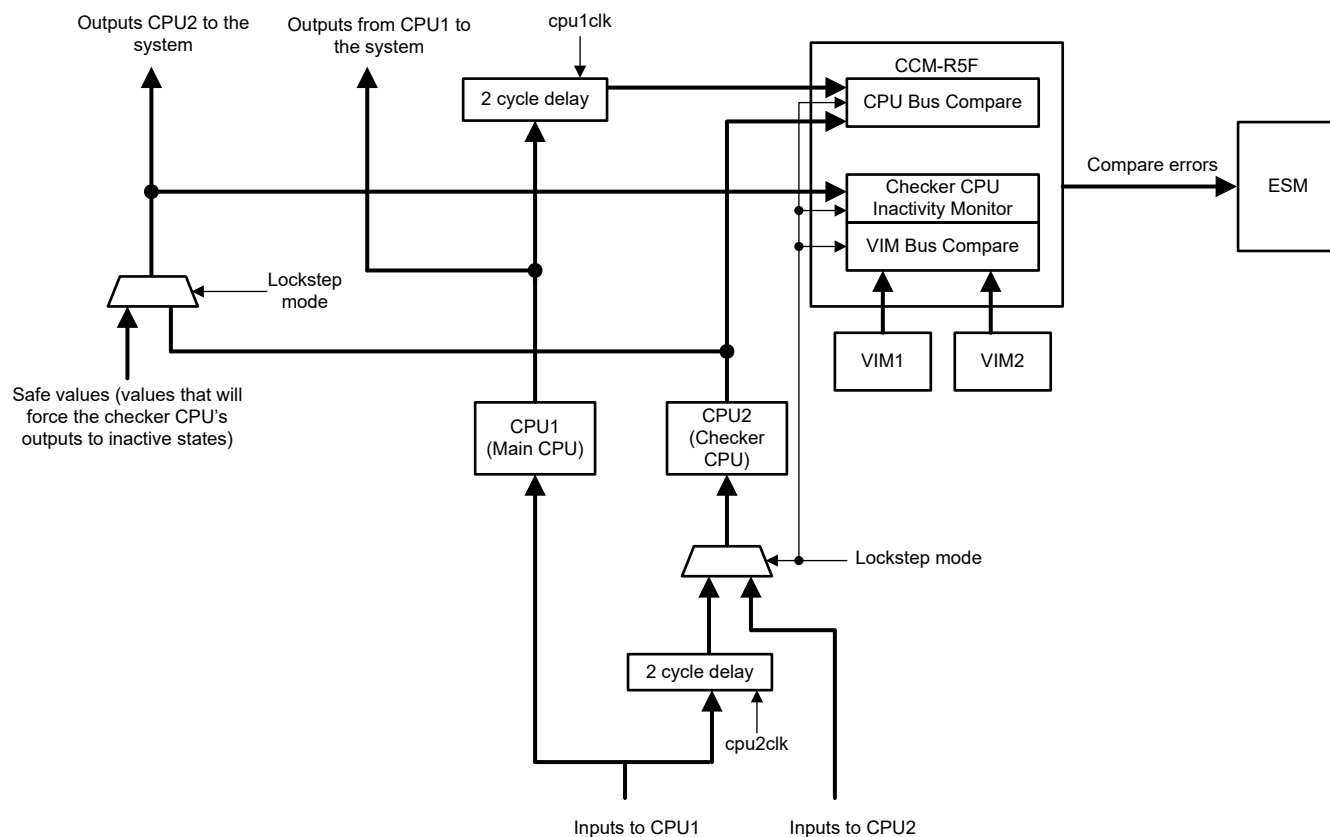 Outputs CPU2 to the
system
Outputs from CPU1 to
the system
cpu1clk
2 cycle delay
CCM-R5F
CPU Bus Compare
Checker CPU
Inactivity Monitor
VIM Bus Compare
Compare errors
ESM
Lockstep
mode
VIM1
VIM2
Safe values (values that will
force the checker CPU's
outputs to inactive states)
CPU1
(Main CPU)
CPU2
(Checker
CPU)
Lockstep mode
2 cycle delay
cpu2clk
Inputs to CPU1
Inputs to CPU2